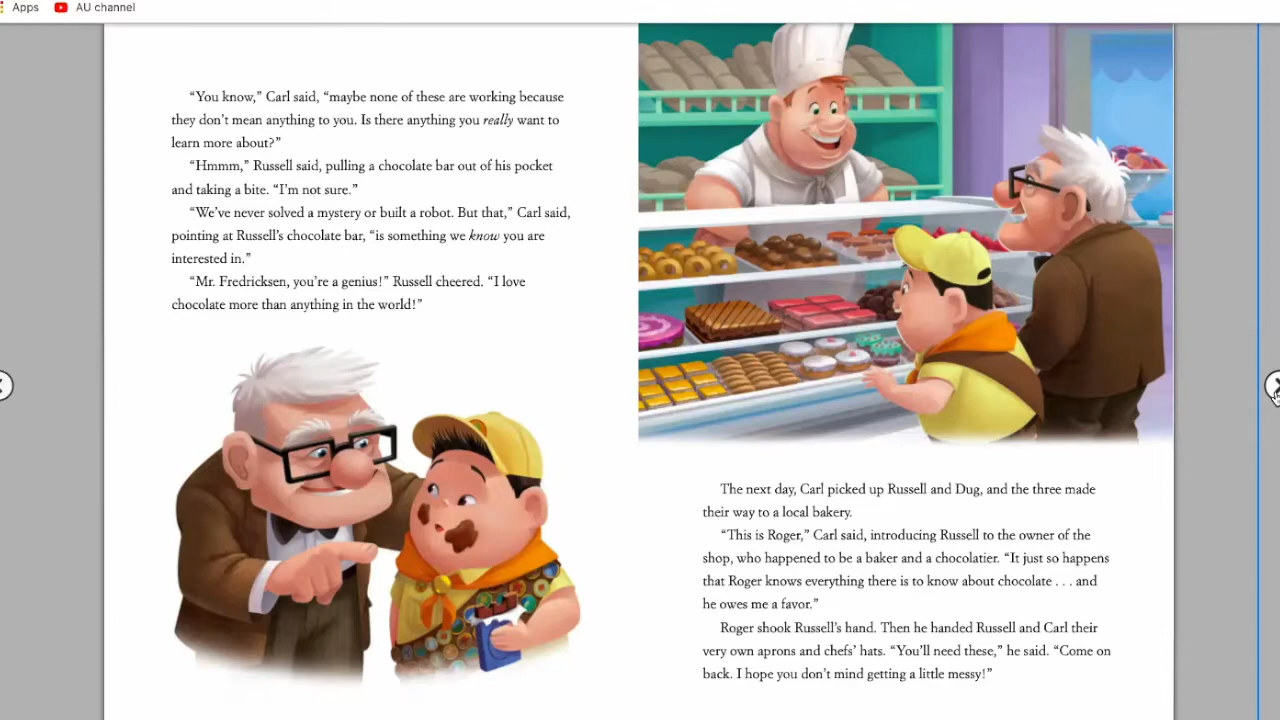 Apps AU channel
“You know,” Carl said, “maybe none of these are working because
they don’t mean anything to you. Is there anything you really want to
learn more about?”
“Hmmm,” Russell said, pulling a chocolate bar out of his pocket
and taking a bite. “I’m not sure.”
“We’ve never solved a mystery or built a robot. But that,” Carl said,
pointing at Russell’s chocolate bar, “is something we know you are
interested in.”
“Mr. Fredricksen, you’re a genius!” Russell cheered. “I love
chocolate more than anything in the world!”
The next day, Carl picked up Russell and Dug, and the three made
their way to a local bakery.
“This is Roger,” Carl said, introducing Russell to the owner of the
shop, who happened to be a baker and a chocolatier. “It just so happens
that Roger knows everything there is to know about chocolate . . . and
he owes me a favor.”
Roger shook Russell’s hand. Then he handed Russell and Carl their
very own aprons and chefs’ hats. “You’ll need these,” he said. “Come on
back. I hope you don’t mind getting a little messy!”